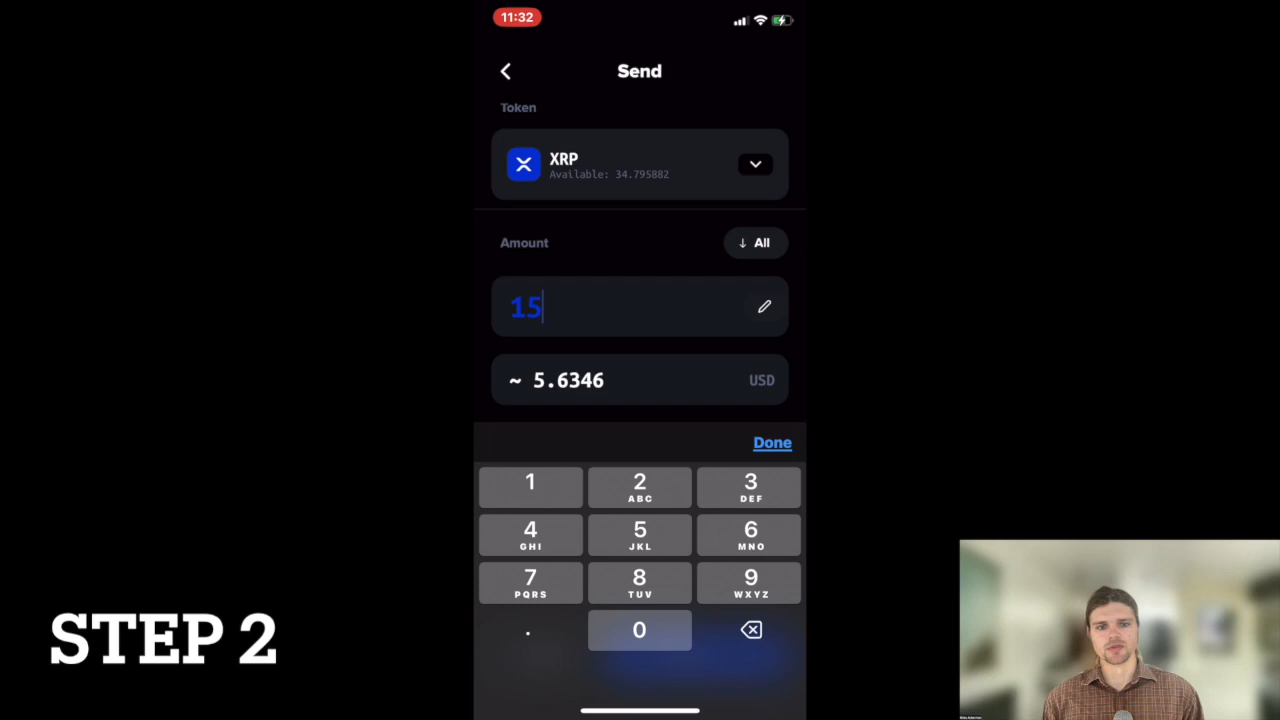 11:32
Send
Token
XRP
Available: 34.795882
Amount
↓ All
15
~ 5.6346 USD
Done
1 2 3
ABC DEF
4 5 6
GHI JKL MNO
7 8 9
PQRS TUV WXYZ
. 0
STEP 2